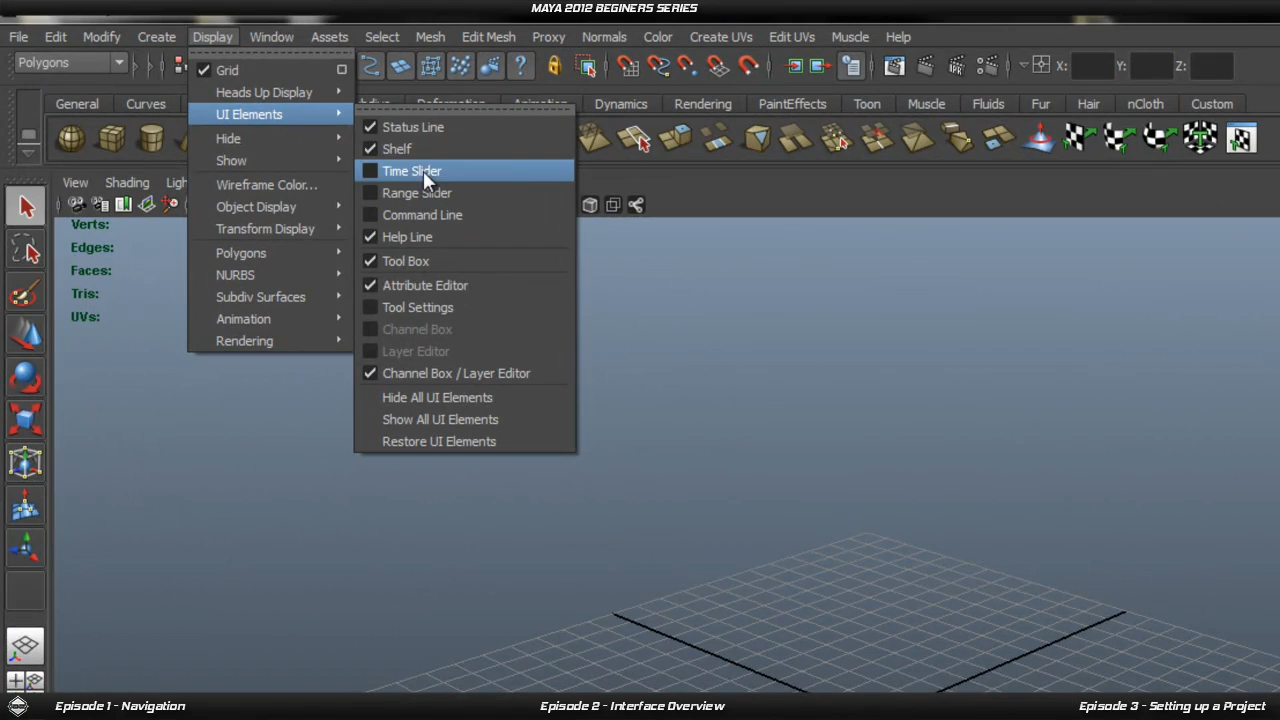 MAYA 2012 BEGINERS SERIES
File Edit Modify Create Display Window Assets Select Mesh Edit Mesh Proxy Normals Color Create UVs Edit UVs Muscle Help
Polygons X: Y: Z:
General Curves Dynamics Rendering PaintEffects Toon Muscle Fluids Fur Hair nCloth Custom
Grid
Heads Up Display
UI Elements
Hide
Show
Wireframe Color...
Object Display
Transform Display
Polygons
NURBS
Subdiv Surfaces
Animation
Rendering
Status Line
Shelf
Time Slider
Range Slider
Command Line
Help Line
Tool Box
Attribute Editor
Tool Settings
Channel Box
Layer Editor
Channel Box / Layer Editor
Hide All UI Elements
Show All UI Elements
Restore UI Elements
View Shading
Verts:
Edges:
Faces:
Tris:
UVs:
Episode 1 - Navigation Episode 2 - Interface Overview Episode 3 - Setting up a Project